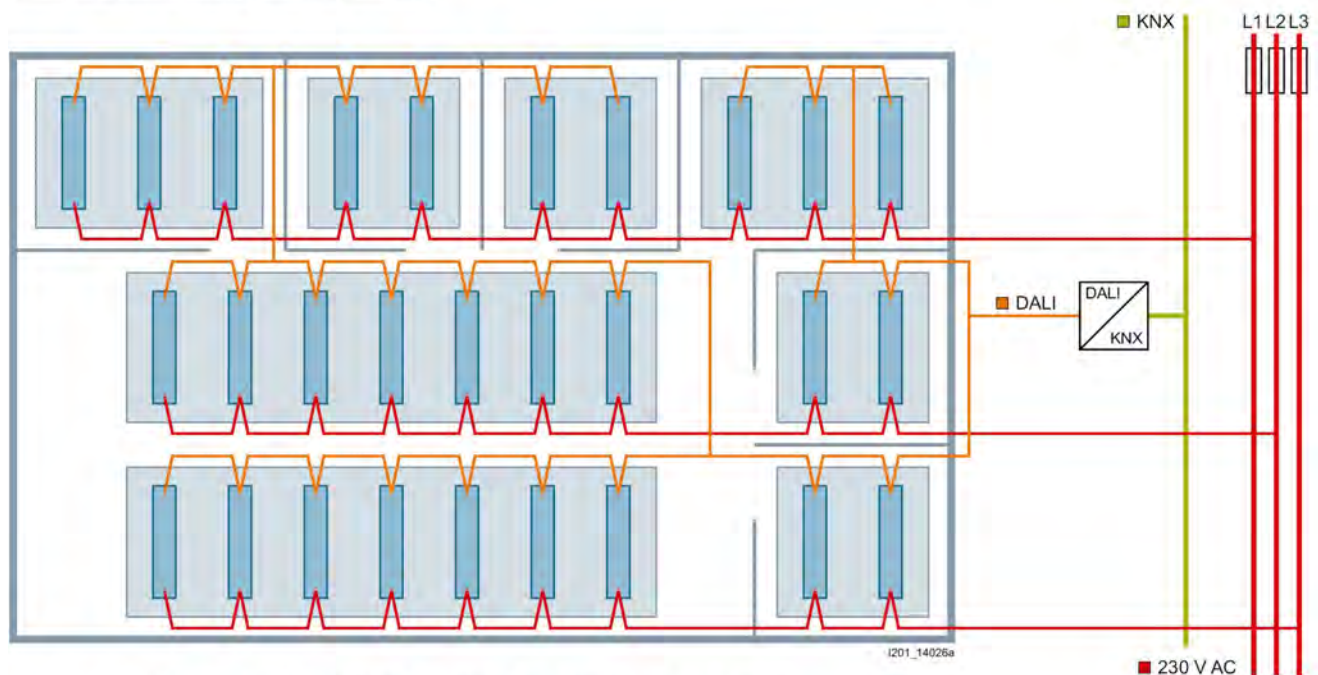 KNX
L1 L2 L3
DALI
DALI
KNX
I201_14026a
230 V AC